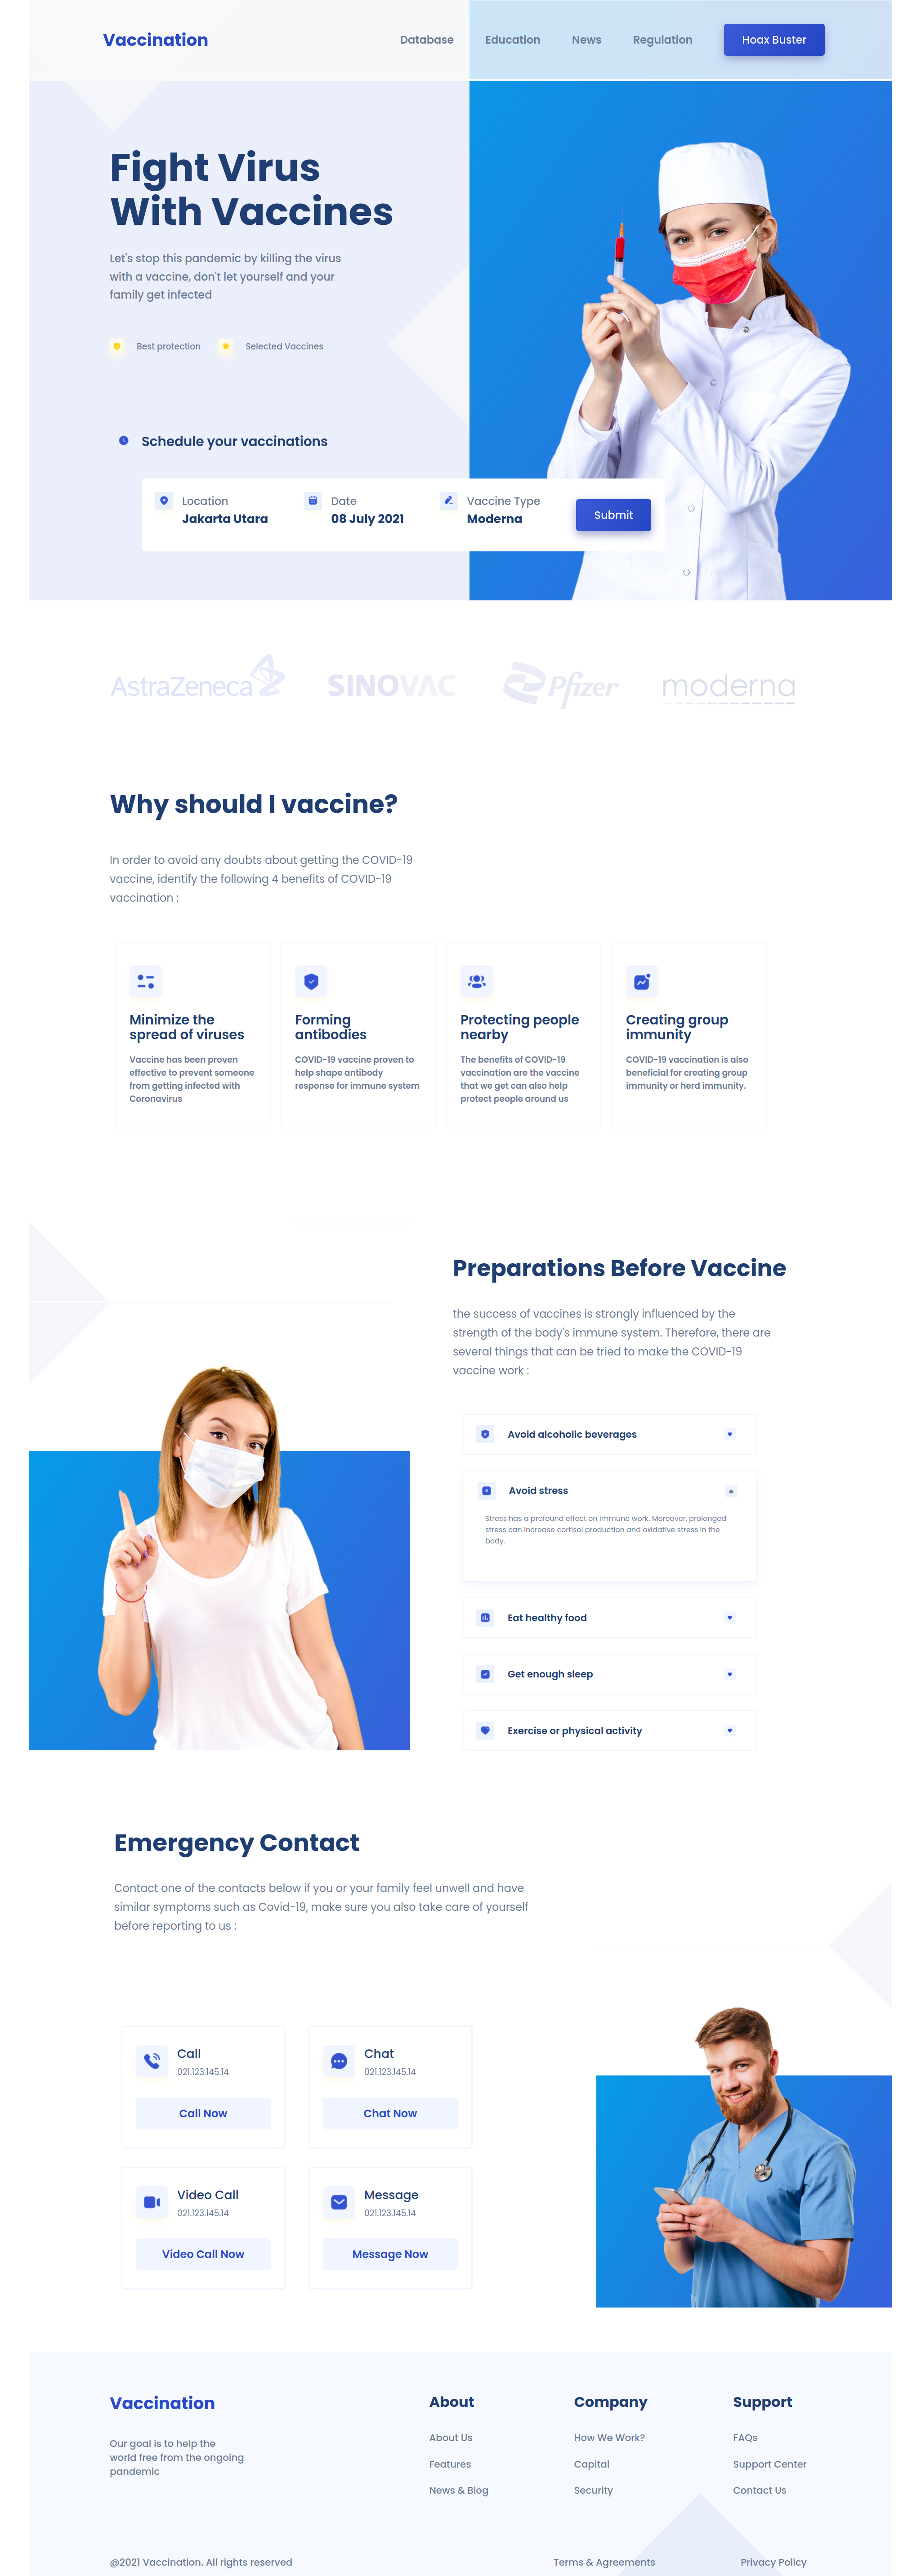 Vaccination
Database
Education
News
Regulation
Hoax Buster
Fight Virus
With Vaccines
Let's stop this pandemic by killing the virus
with a vaccine, don't let yourself and your
family get infected
Best protection
Selected Vaccines
Schedule your vaccinations
Location
Jakarta Utara
Date
08 July 2021
Vaccine Type
Moderna
Submit
AstraZeneca
SINOVAC
Pfizer
moderna
Why should I vaccine?
In order to avoid any doubts about getting the COVID-19
vaccine, identify the following 4 benefits of COVID-19
vaccination :
Minimize the
spread of viruses
Vaccine has been proven
effective to prevent someone
from getting infected with
Coronavirus
Forming
antibodies
COVID-19 vaccine proven to
help shape antibody
response for immune system
Protecting people
nearby
The benefits of COVID-19
vaccination are the vaccine
that we get can also help
protect people around us
Creating group
immunity
COVID-19 vaccination is also
beneficial for creating group
immunity or herd immunity.
Preparations Before Vaccine
the success of vaccines is strongly influenced by the
strength of the body's immune system. Therefore, there are
several things that can be tried to make the COVID-19
vaccine work :
Avoid alcoholic beverages
Avoid stress
Stress has a profound effect on immune work. Moreover, prolonged
stress can increase cortisol production and oxidative stress in the
body.
Eat healthy food
Get enough sleep
Exercise or physical activity
Emergency Contact
Contact one of the contacts below if you or your family feel unwell and have
similar symptoms such as Covid-19, make sure you also take care of yourself
before reporting to us :
Call
021.123.145.14
Call Now
Chat
021.123.145.14
Chat Now
Video Call
021.123.145.14
Video Call Now
Message
021.123.145.14
Message Now
Vaccination
Our goal is to help the
world free from the ongoing
pandemic
About
About Us
Features
News & Blog
Company
How We Work?
Capital
Security
Support
FAQs
Support Center
Contact Us
@2021 Vaccination. All rights reserved
Terms & Agreements
Privacy Policy